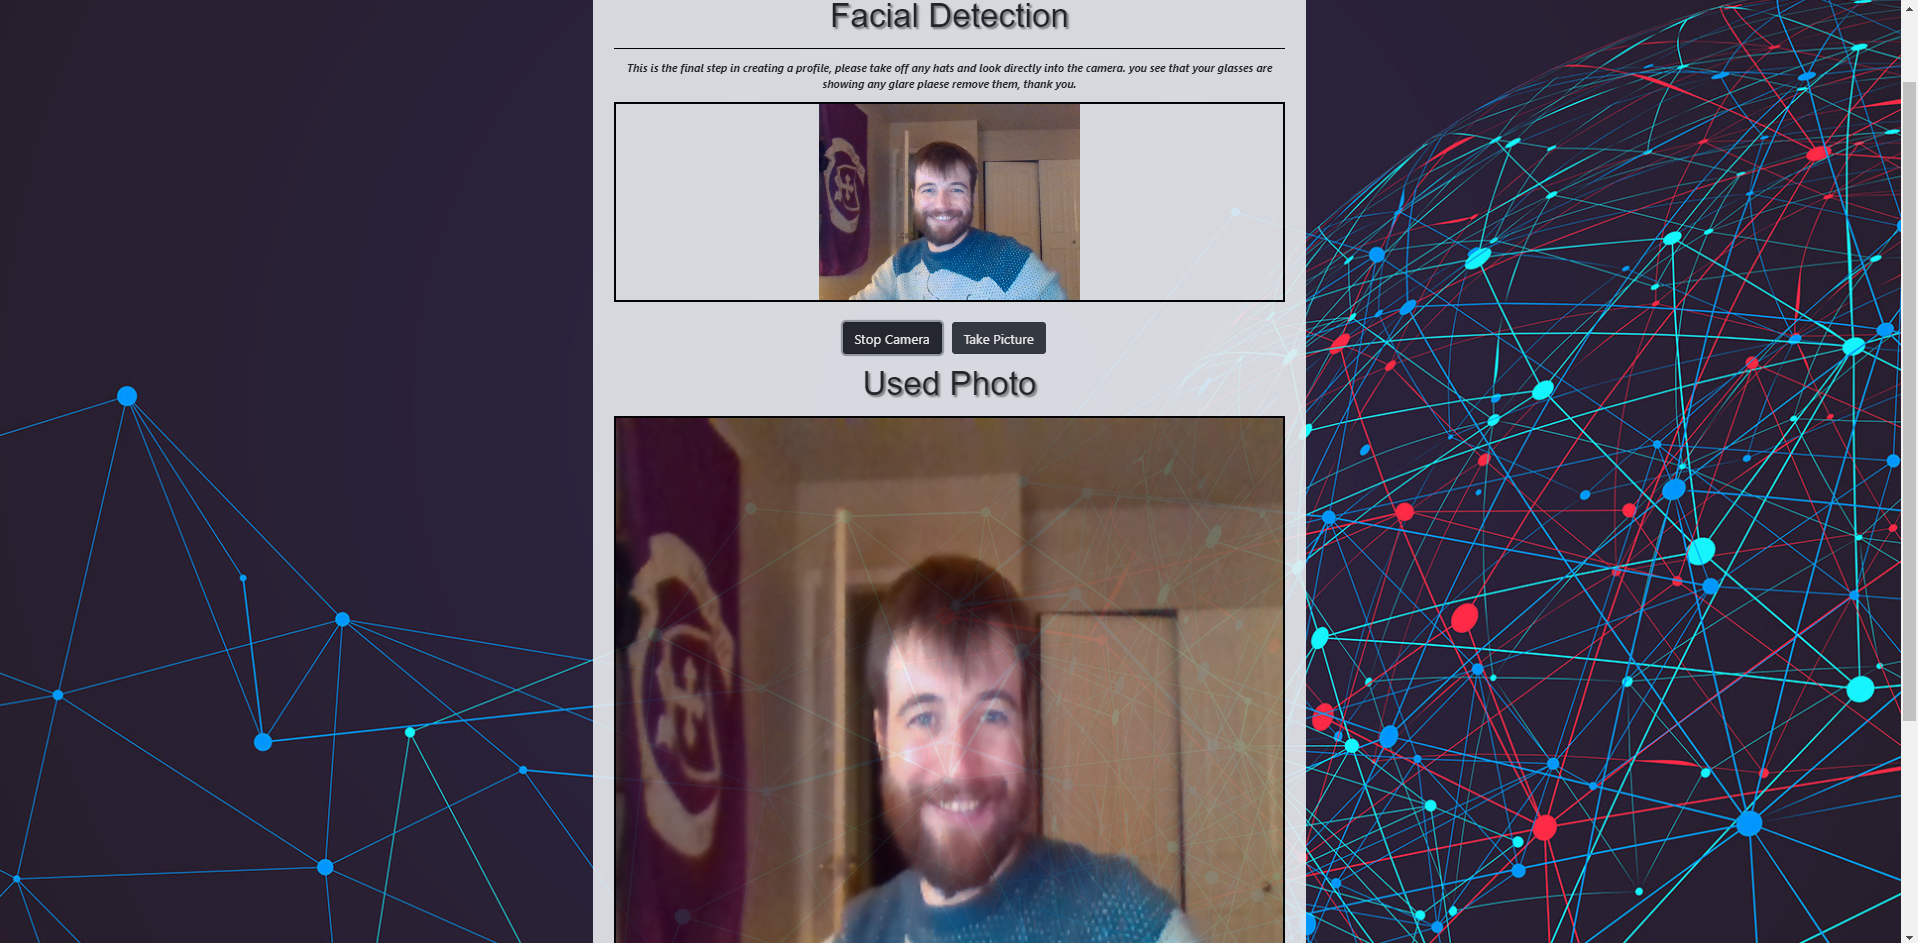 Facial Detection
This is the final step in creating a profile, please take off any hats and look directly into the camera. you see that your glasses are
showing any glare plaese remove them, thank you.
Stop Camera
Take Picture
Used Photo